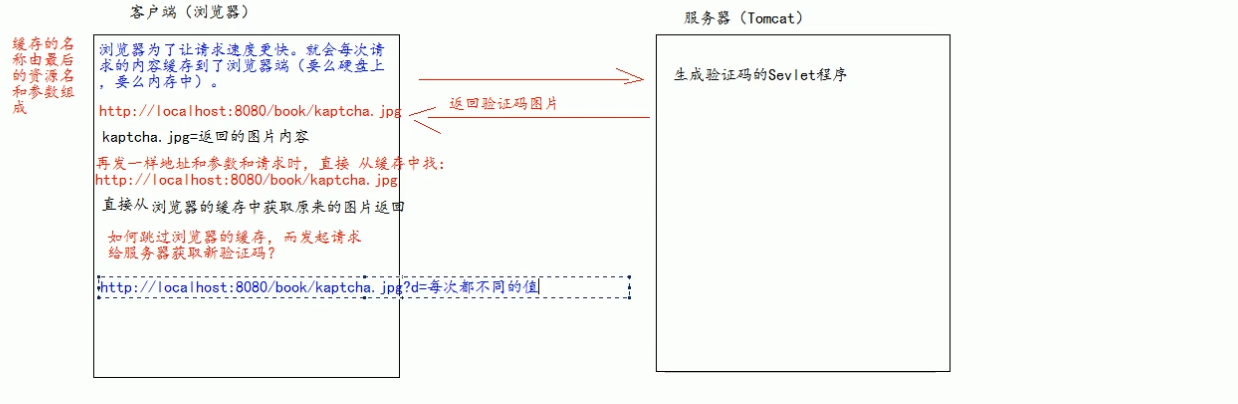 客户端（浏览器）
服务器（Tomcat）
缓存的名
称由最后
的资源名
和参数组
成
浏览器为了让请求速度更快。就会每次请
求的内容缓存到了浏览器端（要么硬盘上
，要么内存中）。
http://localhost:8080/book/kaptcha.jpg
kaptcha.jpg=返回的图片内容
再发一样地址和参数和请求时，直接 从缓存中找：
http://localhost:8080/book/kaptcha.jpg
直接从 浏览器的缓存中获取原来的图片返回
如何跳过浏览器的缓存，而发起请求
给服务器获取新验证码？
http://localhost:8080/book/kaptcha.jpg?d=每次都不同的值
返回验证码图片
生成验证码的Sevlet程序